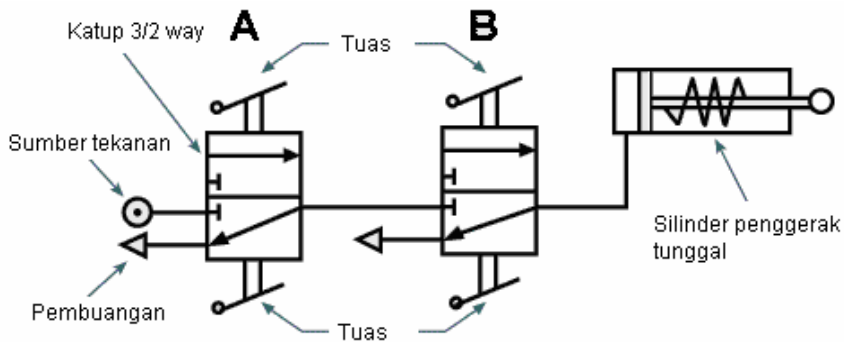 Katup 3/2 way
A
Tuas
B
Sumber tekanan
Silinder penggerak
tunggal
Pembuangan
Tuas